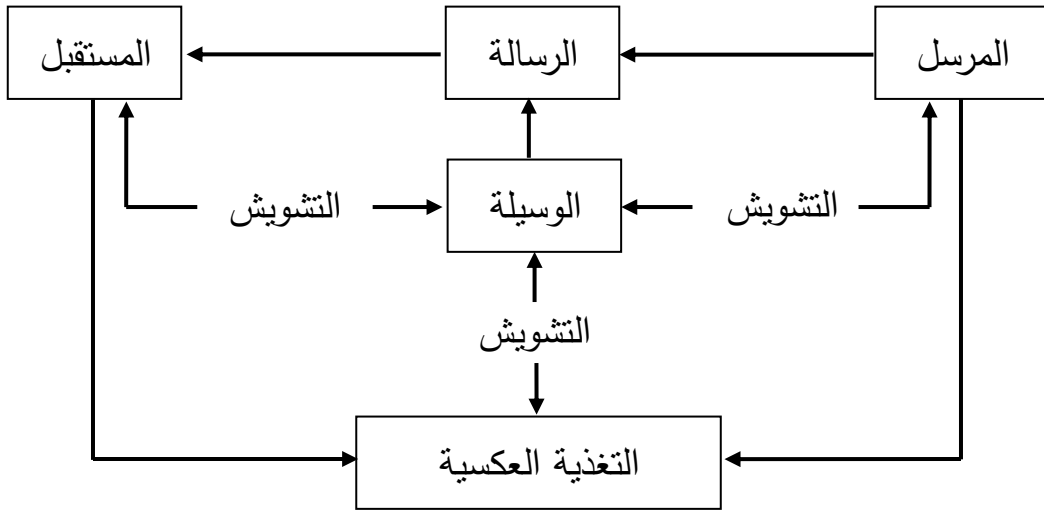 المرسل
الرسالة
المستقبل
الوسيلة
التشويش
التشويش
التشويش
التغذية العكسية